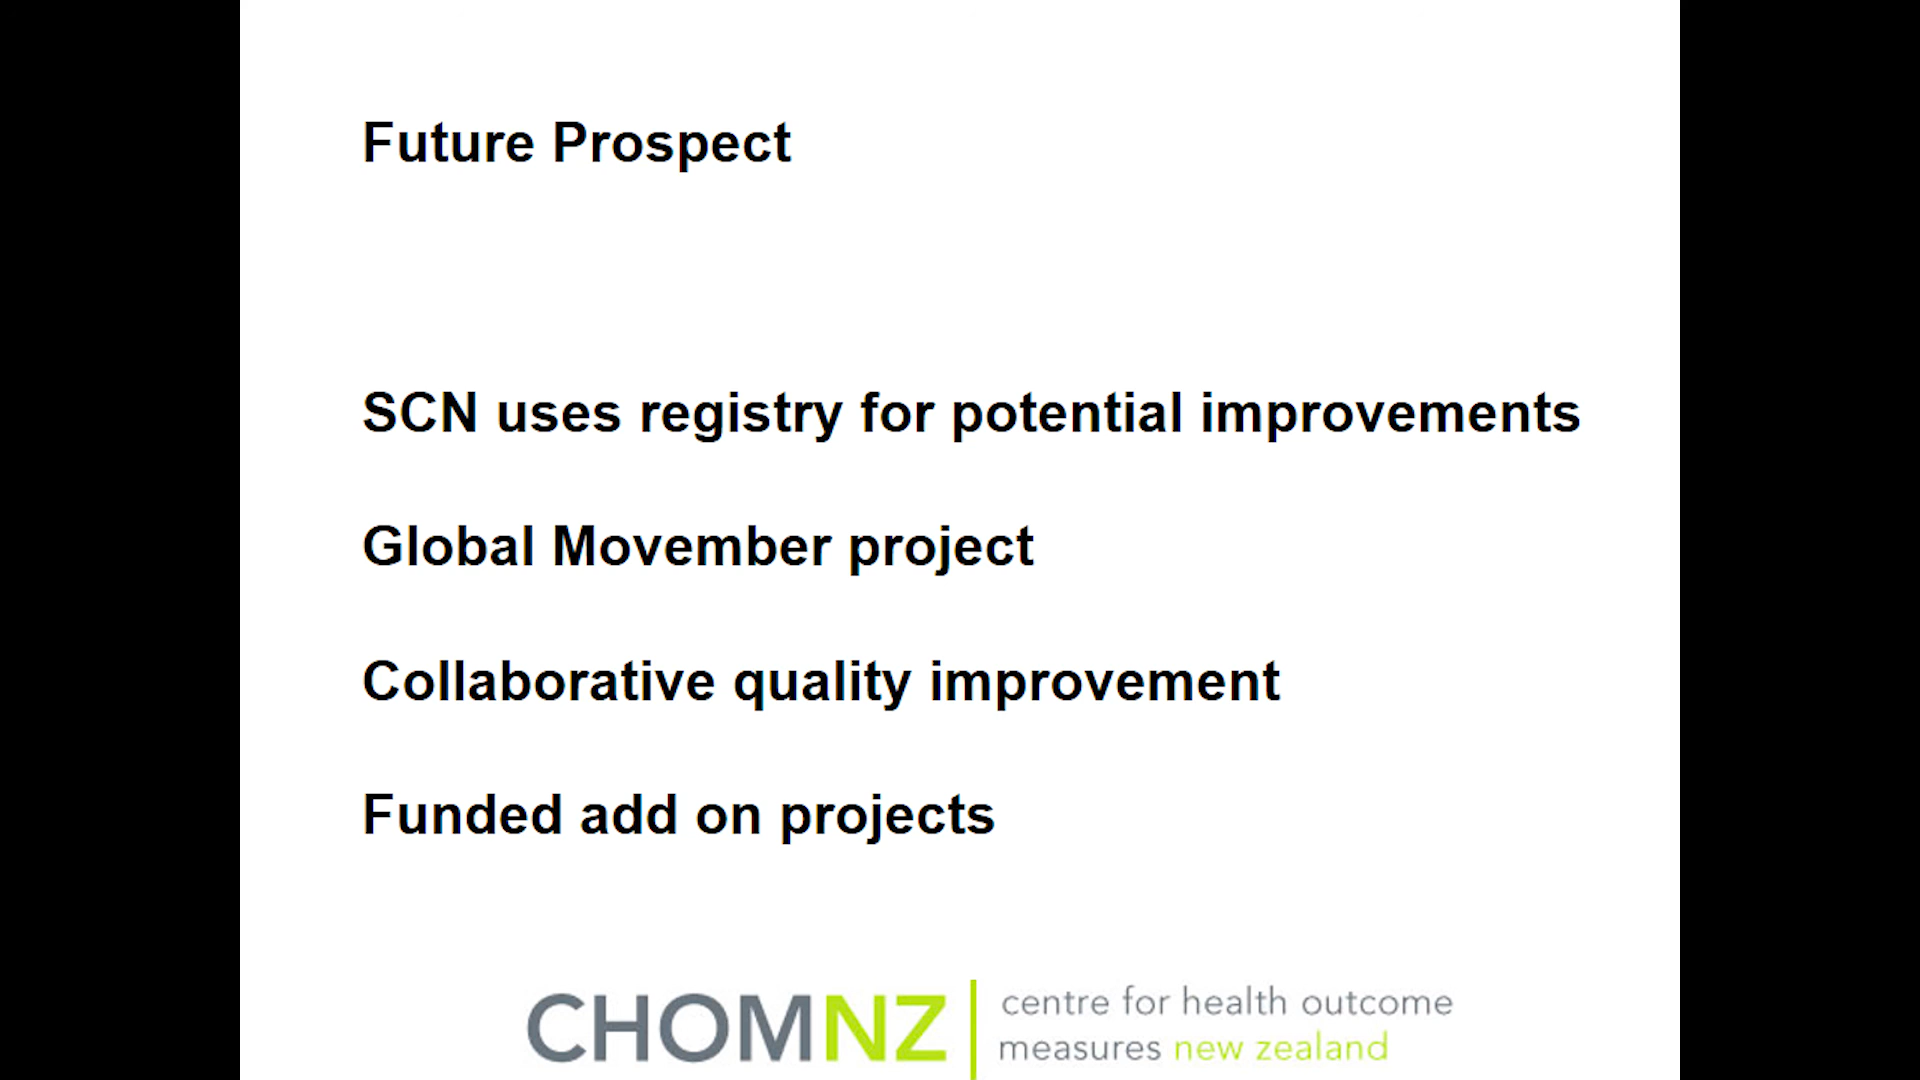 Future Prospect
SCN uses registry for potential improvements
Global Movember project
Collaborative quality improvement
Funded add on projects
CHOMNZ
centre for health outcome
measures new zealand